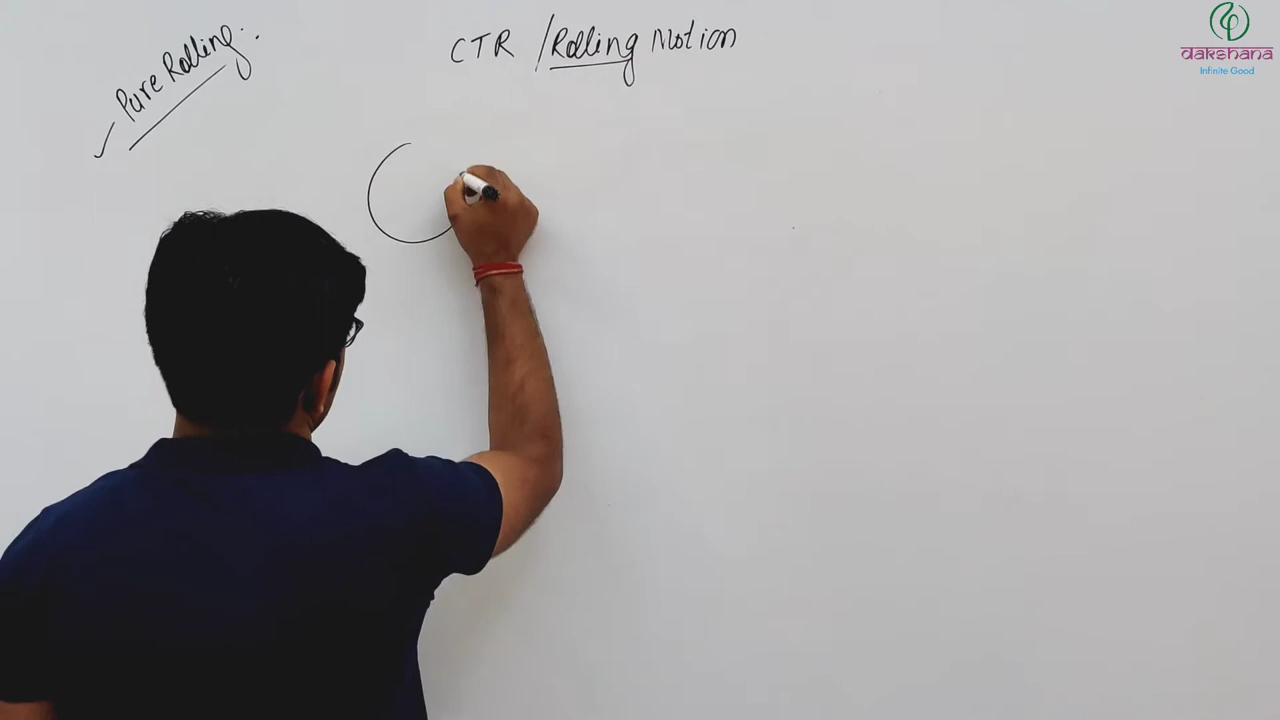 CTR / Rolling Motion
Pure Rolling:.
dakshana
Infinite Good